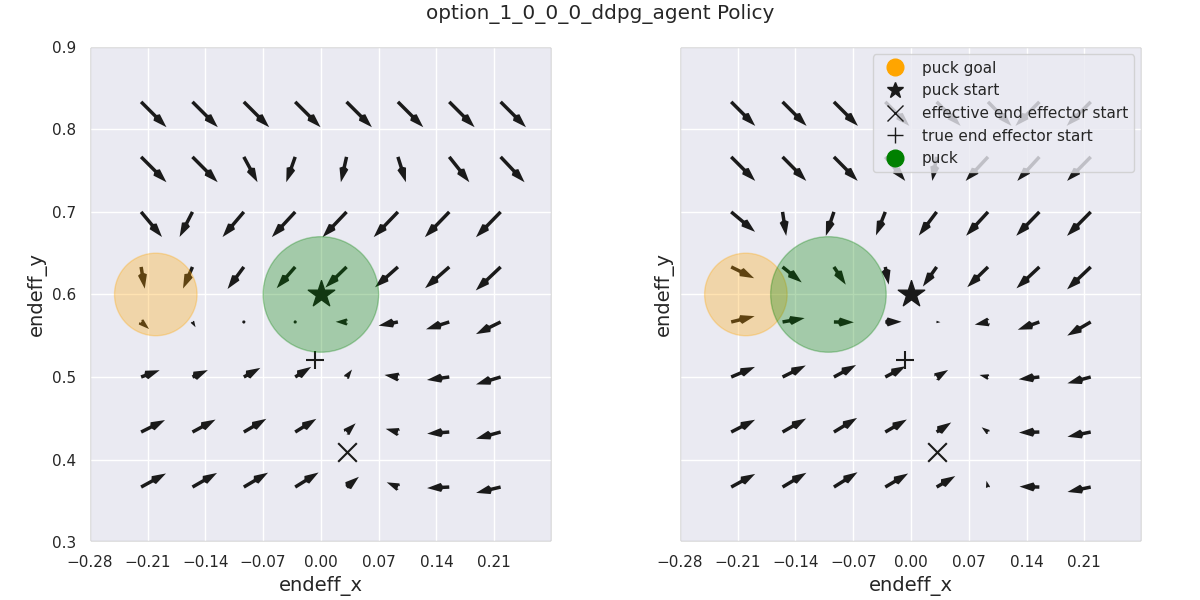 option_1_0_0_0_ddpg_agent Policy
endeff_y
0.9
0.8
0.7
0.6
0.5
0.4
0.3
−0.28 −0.21 −0.14 −0.07 0.00 0.07 0.14 0.21
endeff_x
endeff_y
puck goal
puck start
effective end effector start
true end effector start
puck
−0.28 −0.21 −0.14 −0.07 0.00 0.07 0.14 0.21
endeff_x